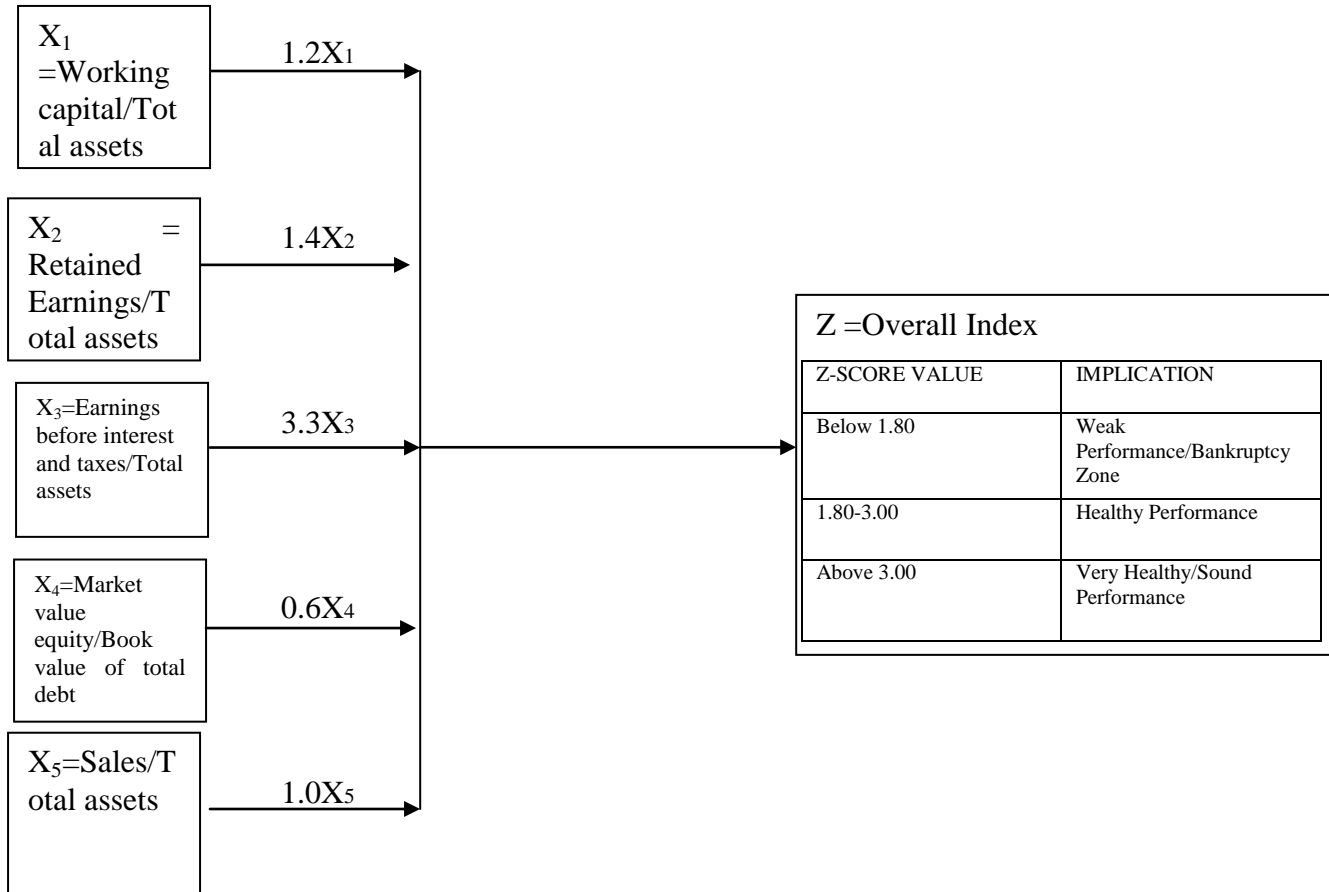 X₁
=Working
capital/Tot
al assets
1.2X₁
X₂ =
Retained
Earnings/T
otal assets
1.4X₂
X₃=Earnings
before interest
and taxes/Total
assets
3.3X₃
X₄=Market
value
equity/Book
value of total
debt
0.6X₄
X₅=Sales/T
otal assets
1.0X₅
Z =Overall Index
Z-SCORE VALUE
IMPLICATION
Below 1.80
Weak
Performance/Bankruptcy
Zone
1.80-3.00
Healthy Performance
Above 3.00
Very Healthy/Sound
Performance